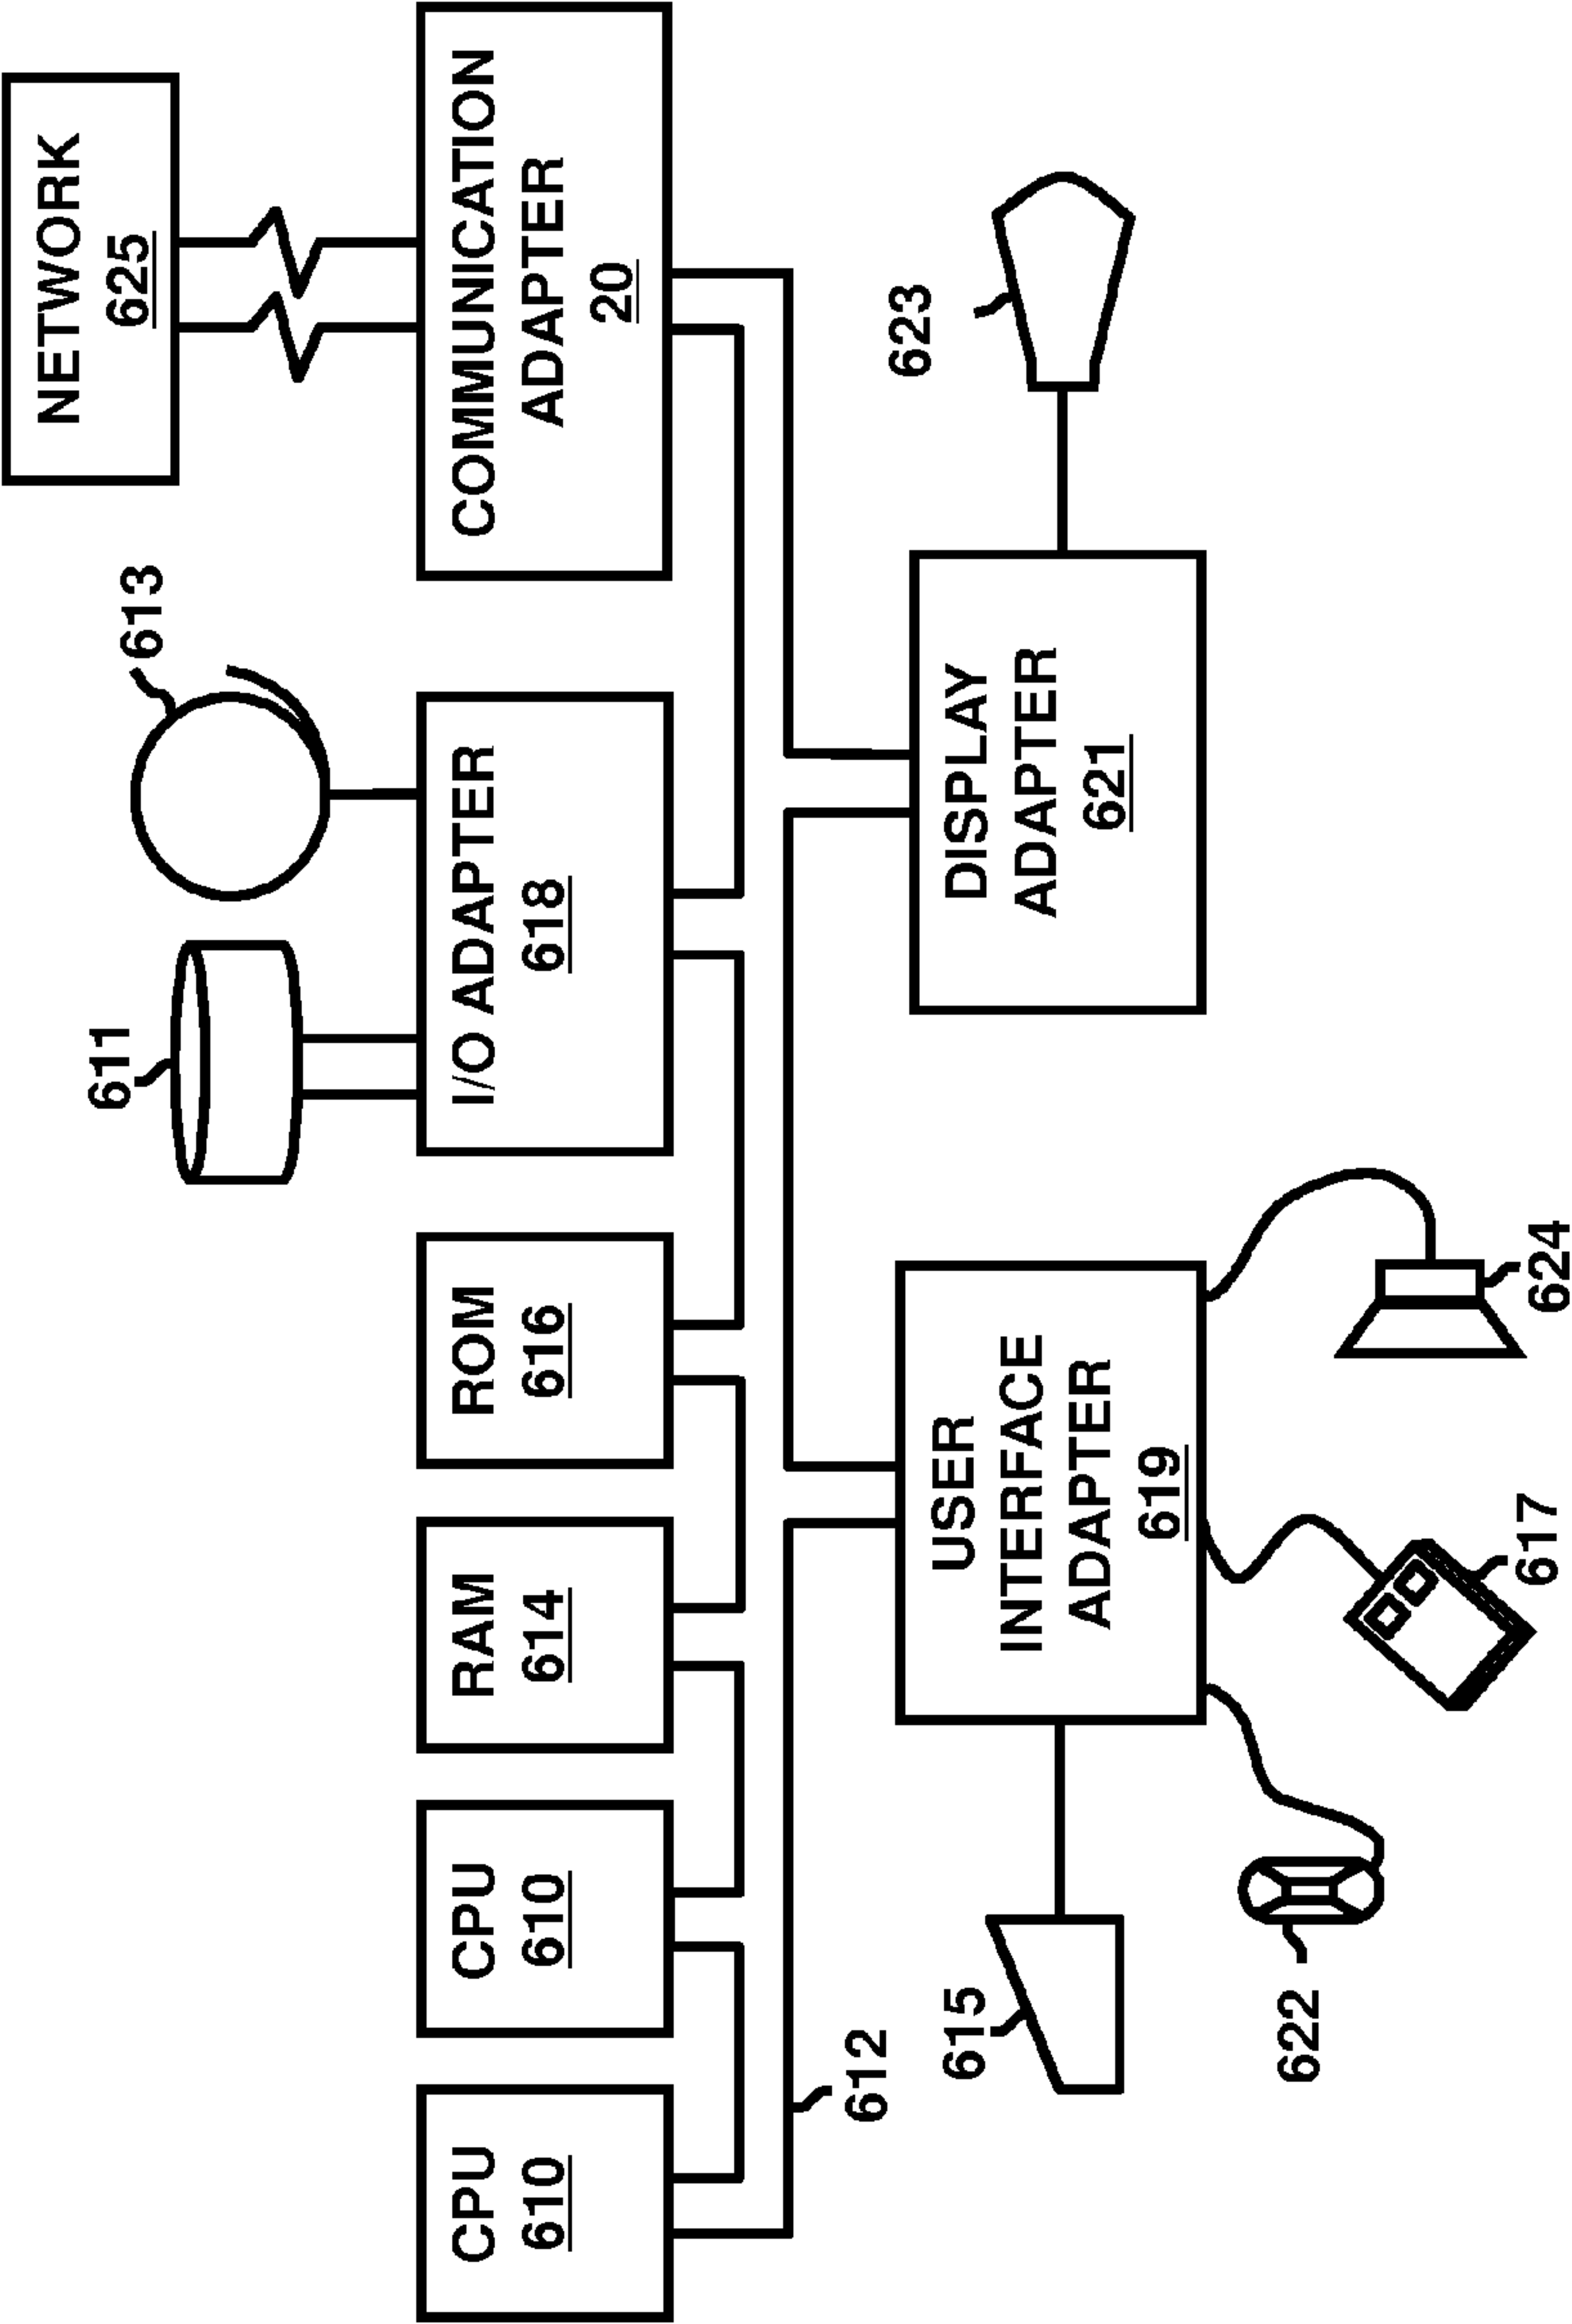 NETWORK
625
611
613
CPU
610
CPU
610
RAM
614
ROM
616
I/O ADAPTER
618
COMMUNICATION
ADAPTER
20
612
615
USER
INTERFACE
ADAPTER
619
DISPLAY
ADAPTER
621
623
622
617
624